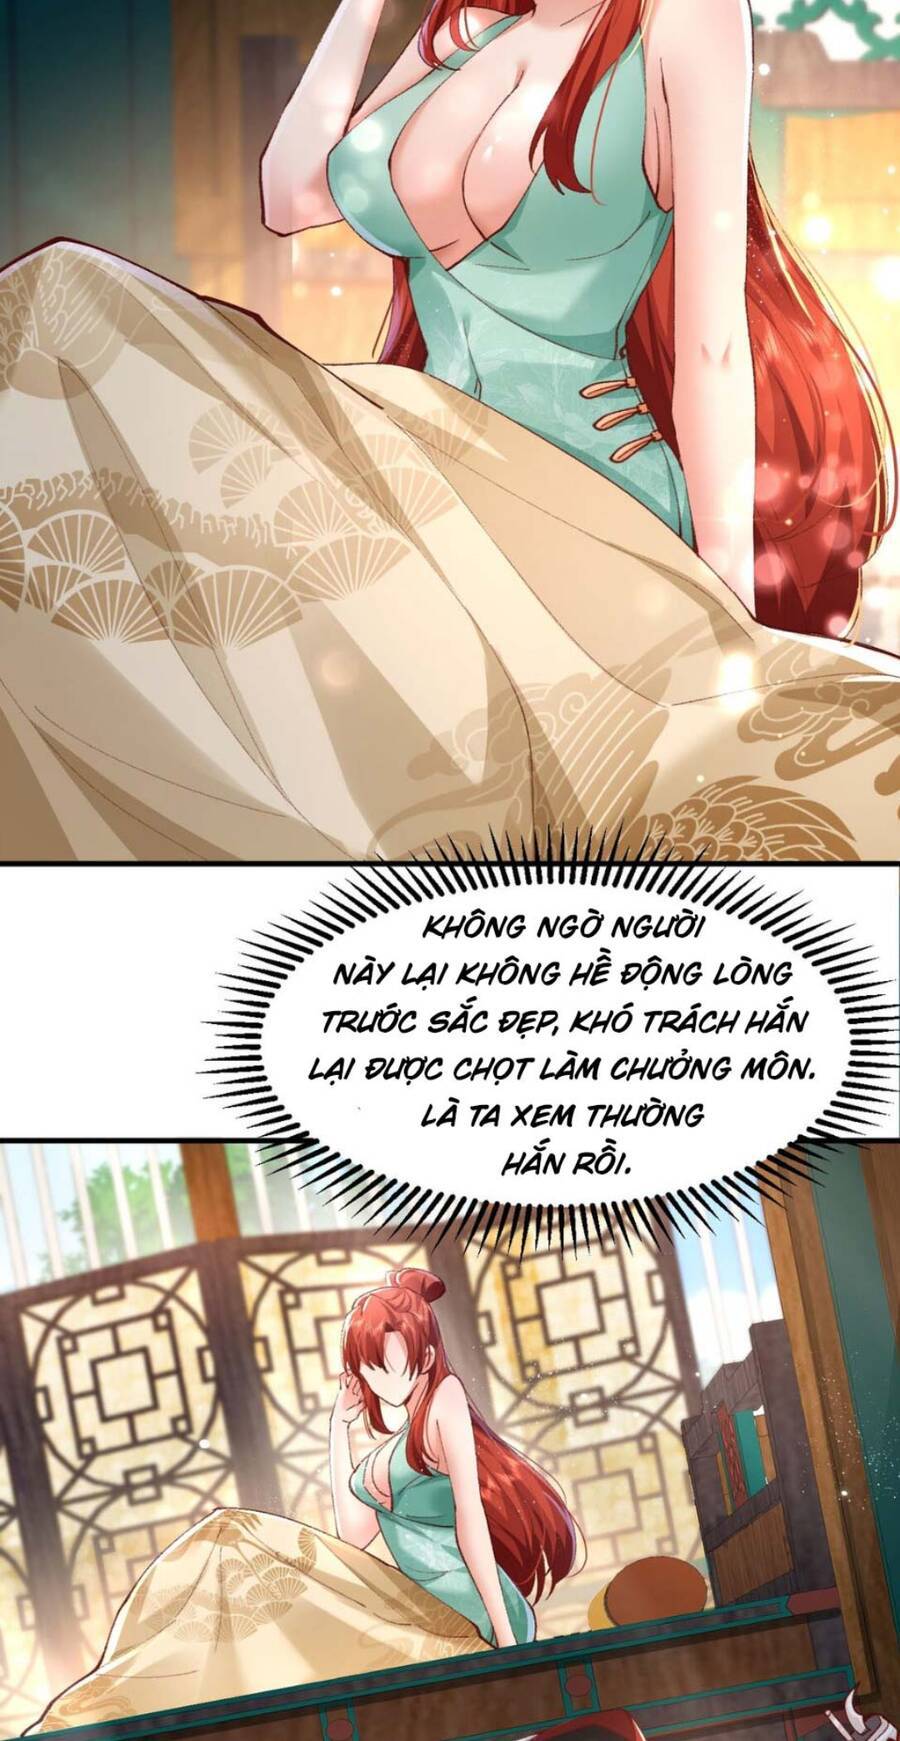 KHÔNG NGỜ NGƯỜI
NÀY LẠI KHÔNG HỀ ĐỘNG LÒNG
TRƯỚC SẮC ĐẸP, KHÓ TRÁCH HẮN
LẠI ĐƯỢC CHỌT LÀM CHƯỞNG MÔN.
LÀ TA XEM THƯỜNG
HẮN RỒI.